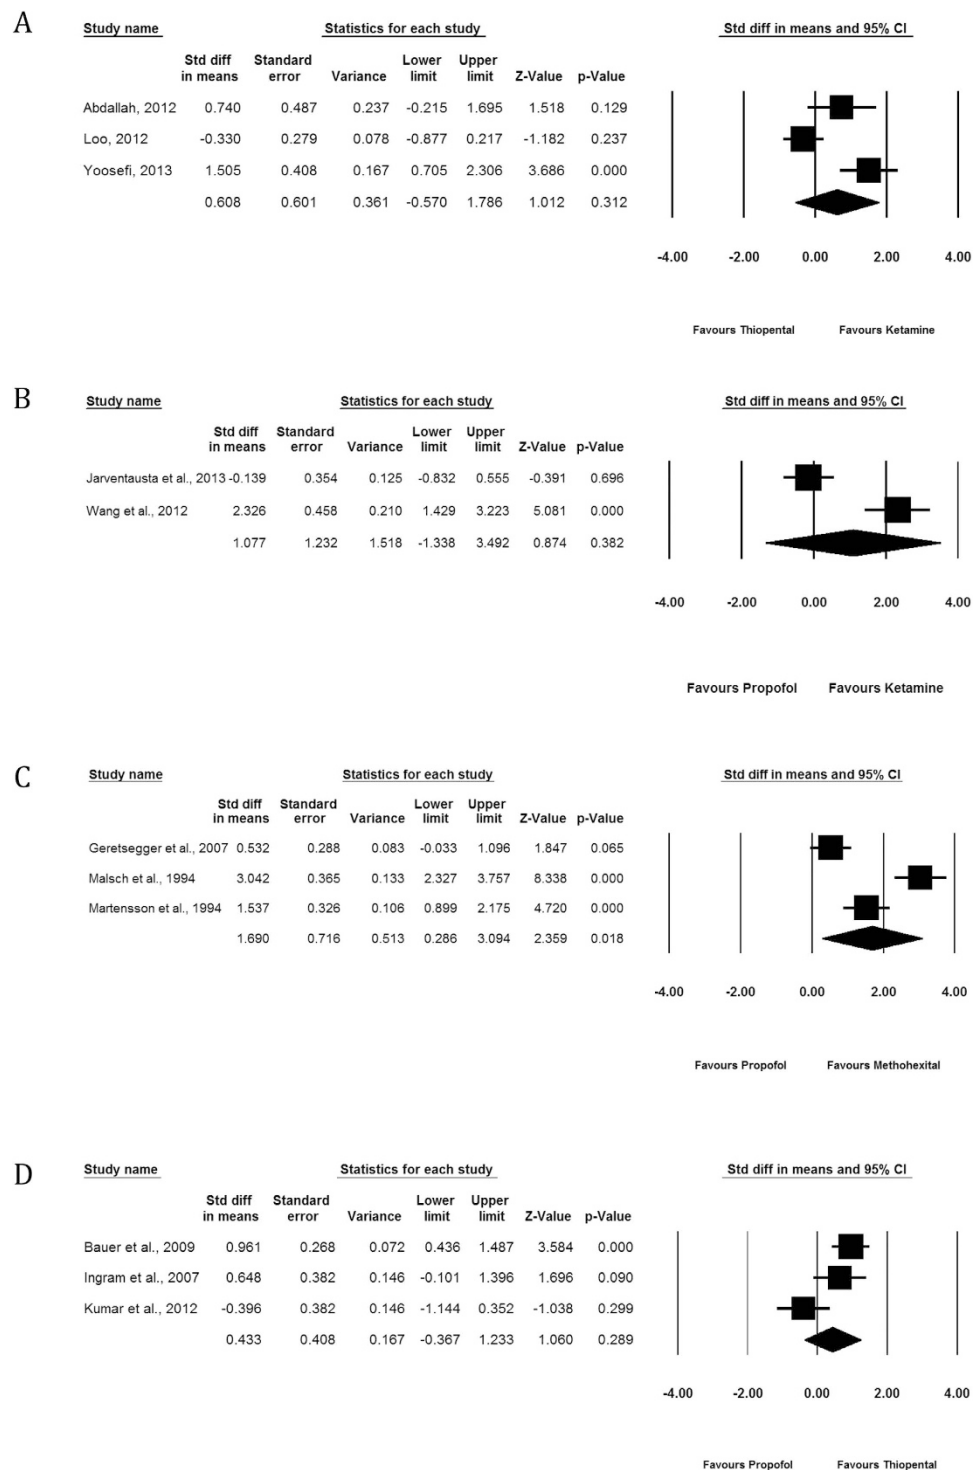 A
Study name Statistics for each study Std diff in means and 95% CI
Std diff Standard Lower Upper
in means error Variance limit limit Z-Value p-Value
Abdallah, 2012 0.740 0.487 0.237 -0.215 1.695 1.518 0.129
Loo, 2012 -0.330 0.279 0.078 -0.877 0.217 -1.182 0.237
Yoosefi, 2013 1.505 0.408 0.167 0.705 2.306 3.686 0.000
0.608 0.601 0.361 -0.570 1.786 1.012 0.312
-4.00 -2.00 0.00 2.00 4.00
Favours Thiopental Favours Ketamine
B
Study name Statistics for each study Std diff in means and 95% CI
Std diff Standard Lower Upper
in means error Variance limit limit Z-Value p-Value
Jarventausta et al., 2013 -0.139 0.354 0.125 -0.832 0.555 -0.391 0.696
Wang et al., 2012 2.326 0.458 0.210 1.429 3.223 5.081 0.000
1.077 1.232 1.518 -1.338 3.492 0.874 0.382
-4.00 -2.00 0.00 2.00 4.00
Favours Propofol Favours Ketamine
C
Study name Statistics for each study Std diff in means and 95% CI
Std diff Standard Lower Upper
in means error Variance limit limit Z-Value p-Value
Geretsegger et al., 2007 0.532 0.288 0.083 -0.033 1.096 1.847 0.065
Malsch et al., 1994 3.042 0.365 0.133 2.327 3.757 8.338 0.000
Martensson et al., 1994 1.537 0.326 0.106 0.899 2.175 4.720 0.000
1.690 0.716 0.513 0.286 3.094 2.359 0.018
-4.00 -2.00 0.00 2.00 4.00
Favours Propofol Favours Methohexital
D
Study name Statistics for each study Std diff in means and 95% CI
Std diff Standard Lower Upper
in means error Variance limit limit Z-Value p-Value
Bauer et al., 2009 0.961 0.268 0.072 0.436 1.487 3.584 0.000
Ingram et al., 2007 0.648 0.382 0.146 -0.101 1.396 1.696 0.090
Kumar et al., 2012 -0.396 0.382 0.146 -1.144 0.352 -1.038 0.299
0.433 0.408 0.167 -0.367 1.233 1.060 0.289
-4.00 -2.00 0.00 2.00 4.00
Favours Propofol Favours Thiopental